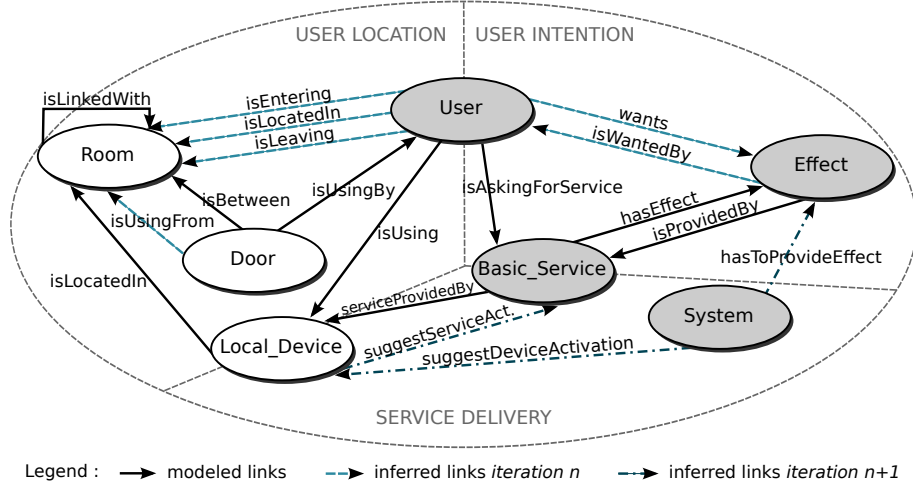 USER LOCATION
USER INTENTION
isLinkedWith
isEntering
isLocatedIn
isLeaving
User
wants
isWantedBy
Room
Effect
isUsingBy
isAskingForService
isBetween
isUsingFrom
isUsing
hasEffect
isProvidedBy
Door
Basic_Service
hasToProvideEffect
isLocatedIn
serviceProvidedBy
System
suggestServiceAct.
Local_Device
suggestDeviceActivation
SERVICE DELIVERY
Legend : modeled links inferred links iteration n inferred links iteration n+1